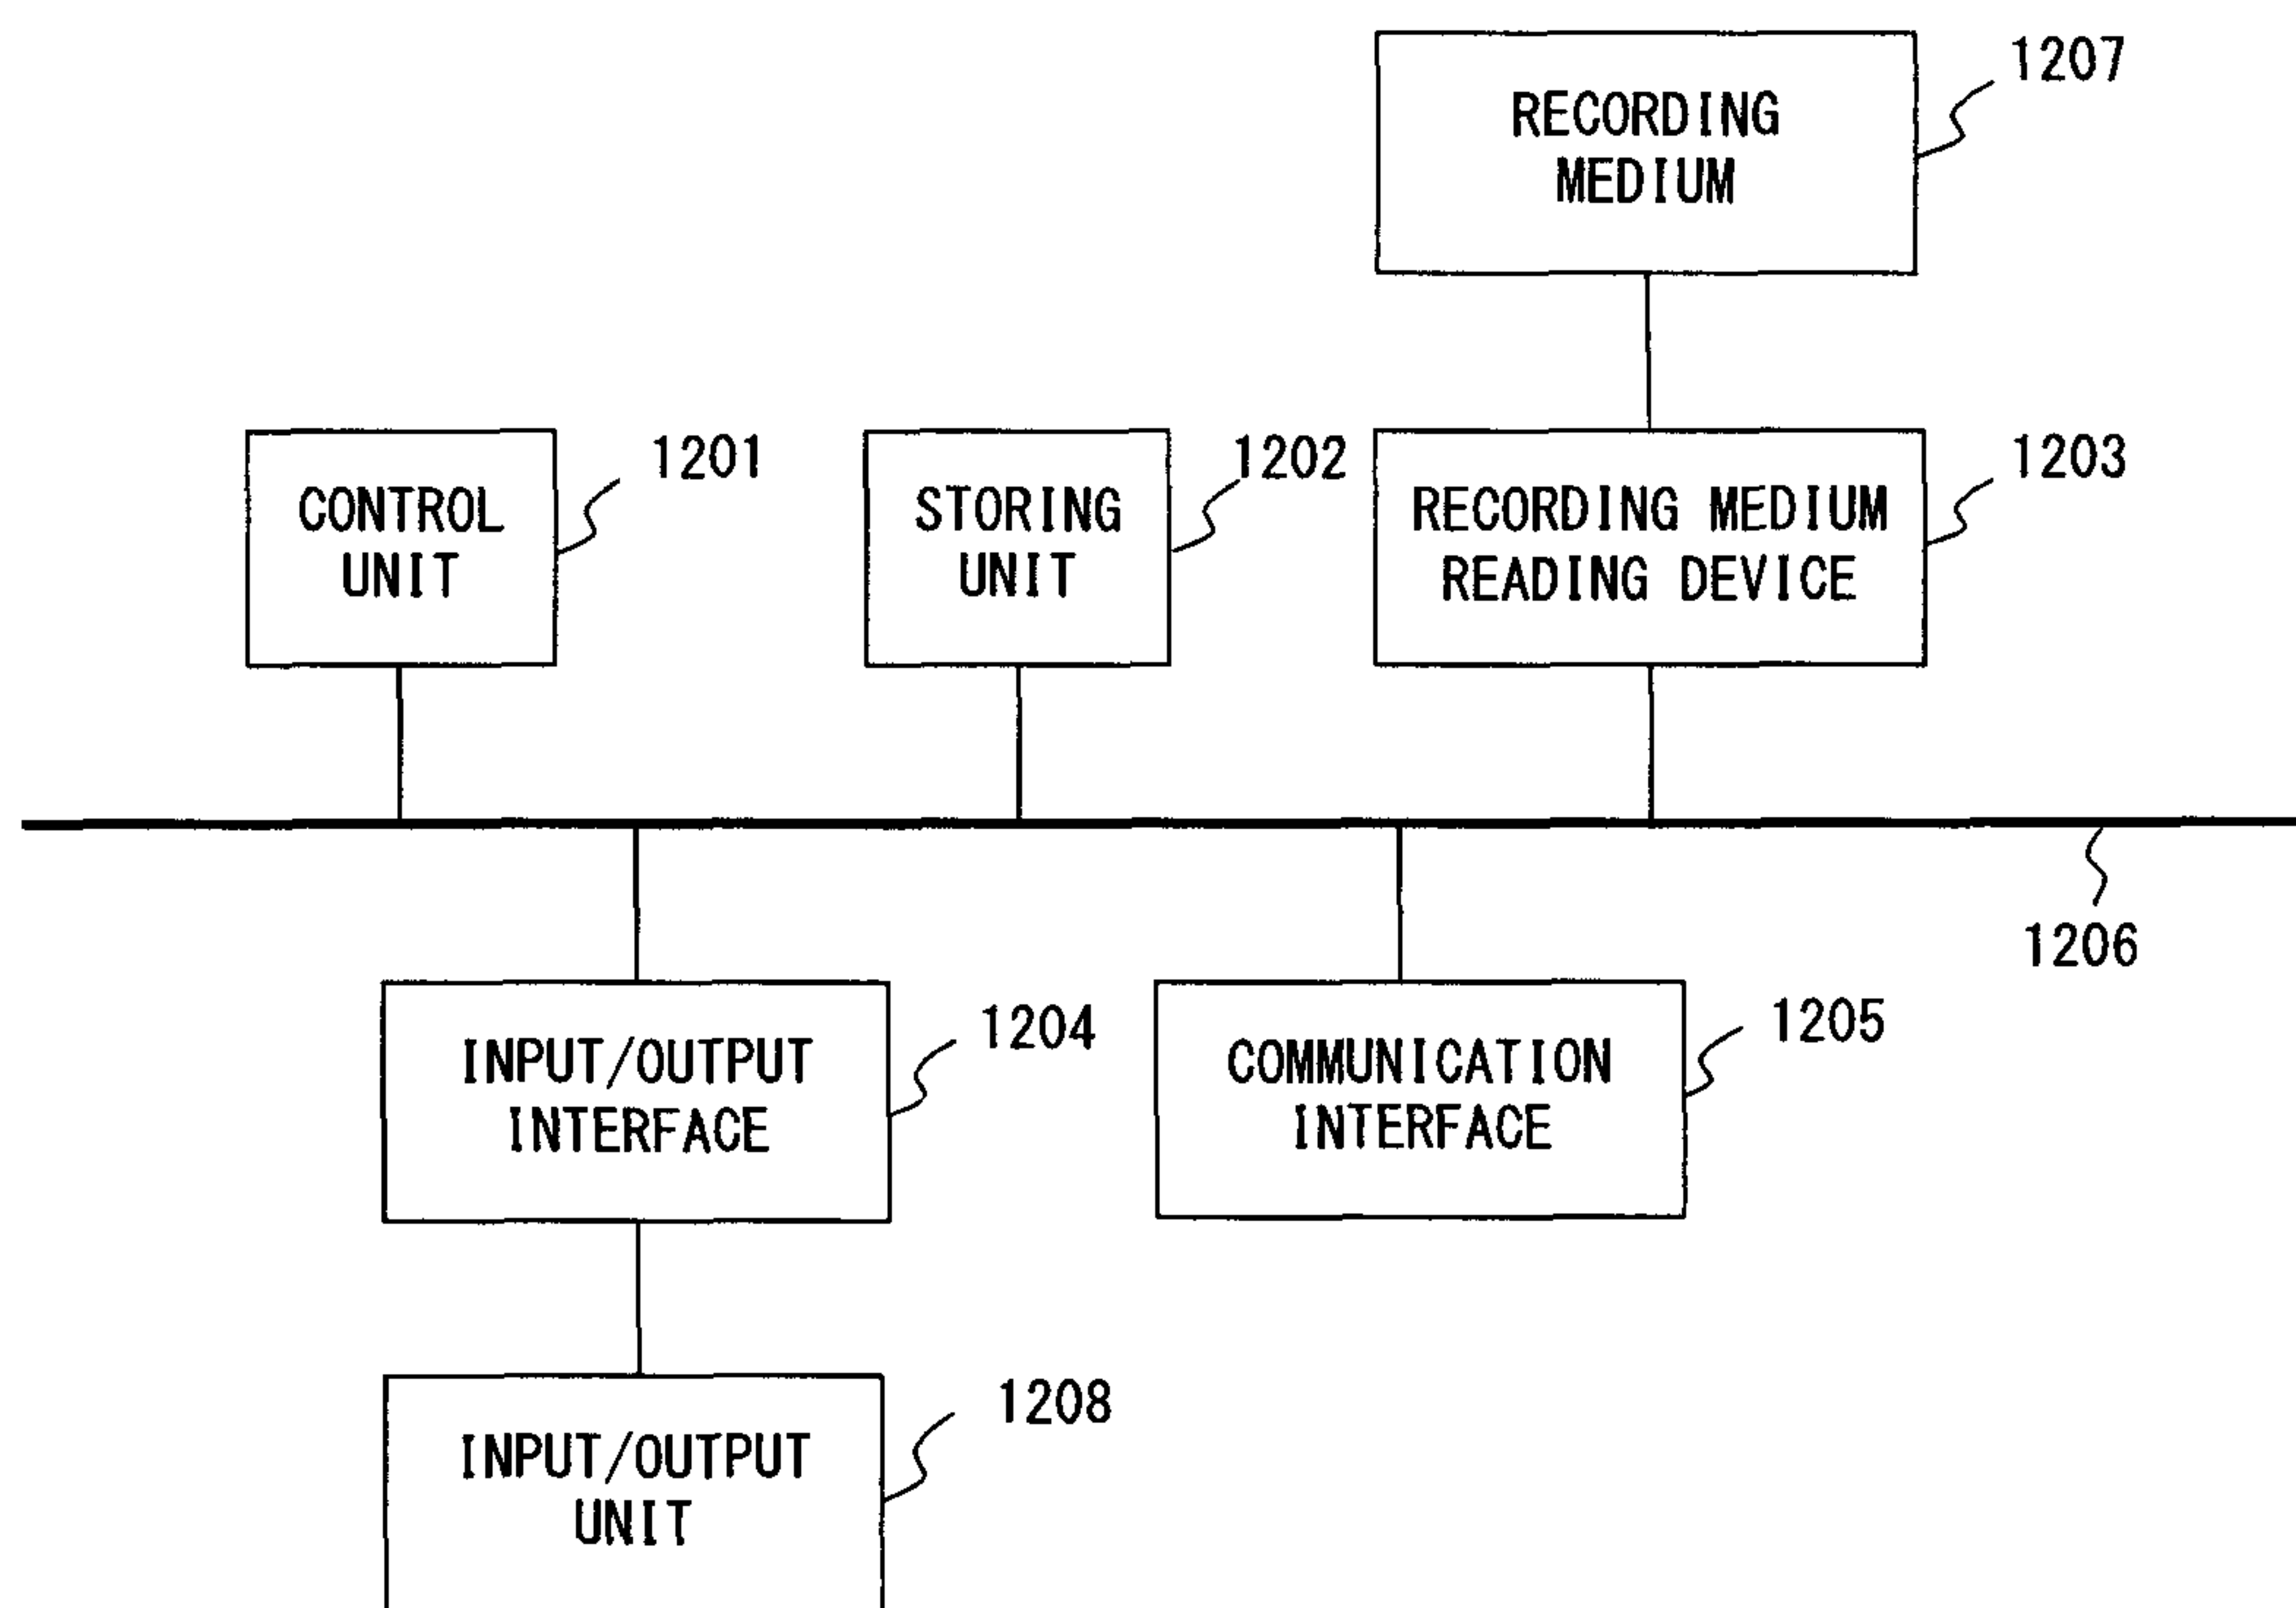 RECORDING
MEDIUM
1207
CONTROL
UNIT
1201
STORING
UNIT
1202
RECORDING MEDIUM
READING DEVICE
1203
1206
INPUT/OUTPUT
INTERFACE
1204
COMMUNICATION
INTERFACE
1205
INPUT/OUTPUT
UNIT
1208